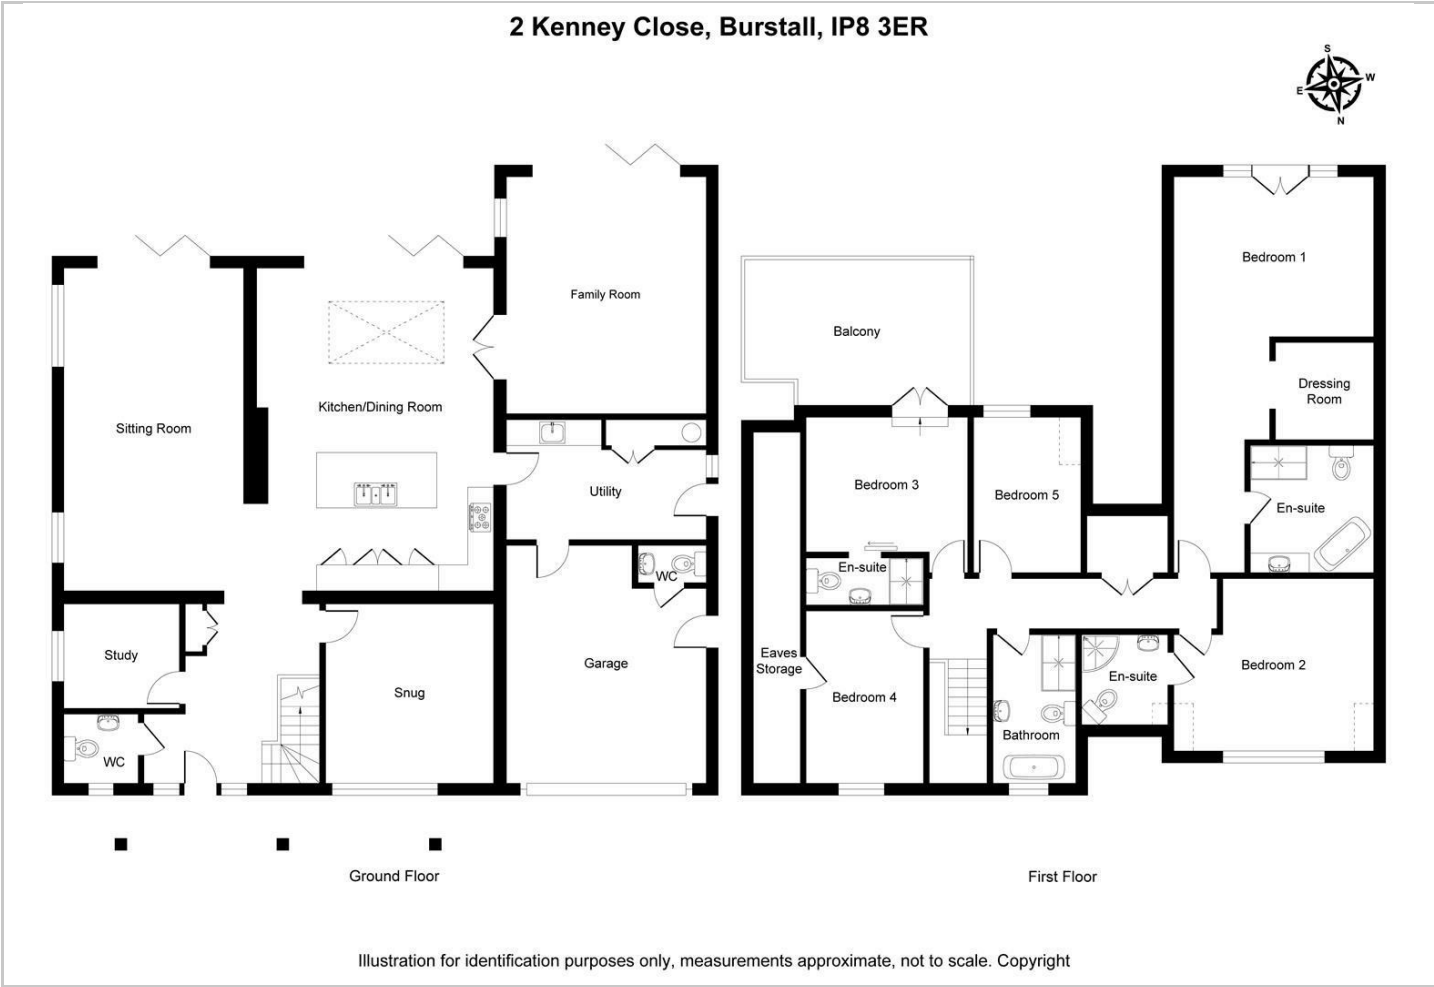 2 Kenney Close, Burstall, IP8 3ER
S
E
W
N
Bedroom 1
Family Room
Balcony
Dressing
Room
Kitchen/Dining Room
Sitting Room
Bedroom 3
Utility
Bedroom 5
En-suite
En-suite
WC
Study
Garage
Eaves
Storage
Bedroom 2
En-suite
Snug
Bedroom 4
Bathroom
WC
Ground Floor
First Floor
Illustration for identification purposes only, measurements approximate, not to scale. Copyright